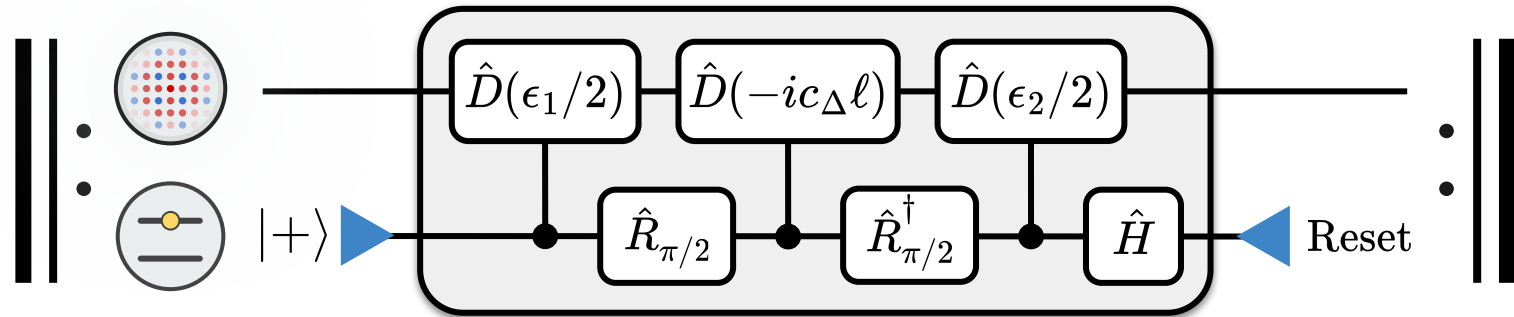 D̂(ϵ₁/2) D̂(−ic_Δℓ) D̂(ϵ₂/2)
|+⟩ R̂_{π/2} R̂†_{π/2} Ĥ Reset